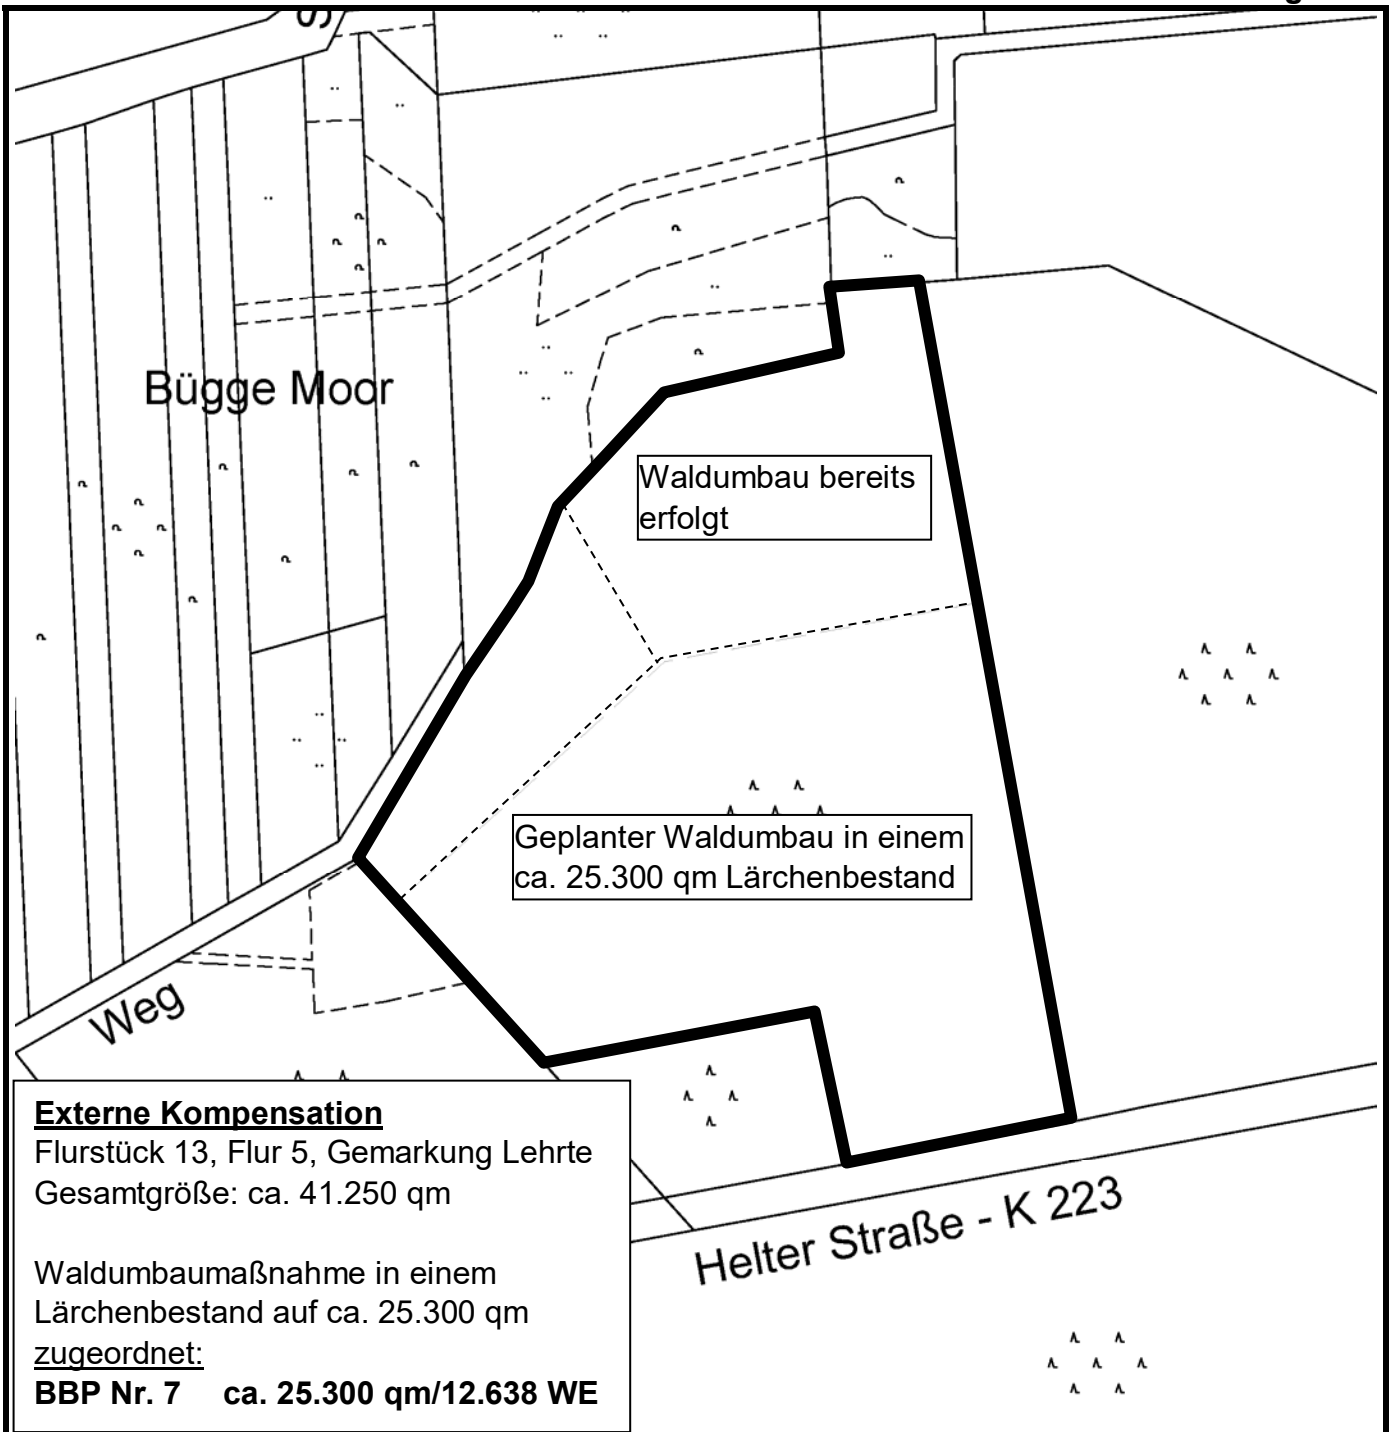 Bügge Moor
Waldumbau bereits
erfolgt
Geplanter Waldumbau in einem
ca. 25.300 qm Lärchenbestand
Weg
Externe Kompensation
Flurstück 13, Flur 5, Gemarkung Lehrte
Gesamtgröße: ca. 41.250 qm
Waldumbaumaßnahme in einem
Lärchenbestand auf ca. 25.300 qm
zugeordnet:
BBP Nr. 7 ca. 25.300 qm/12.638 WE
Helter Straße - K 223